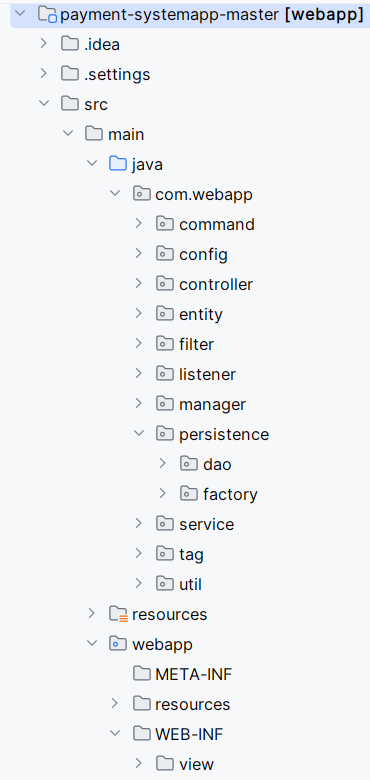 payment-systemapp-master [webapp]
.idea
.settings
src
main
java
com.webapp
command
config
controller
entity
filter
listener
manager
persistence
dao
factory
service
tag
util
resources
webapp
META-INF
resources
WEB-INF
view